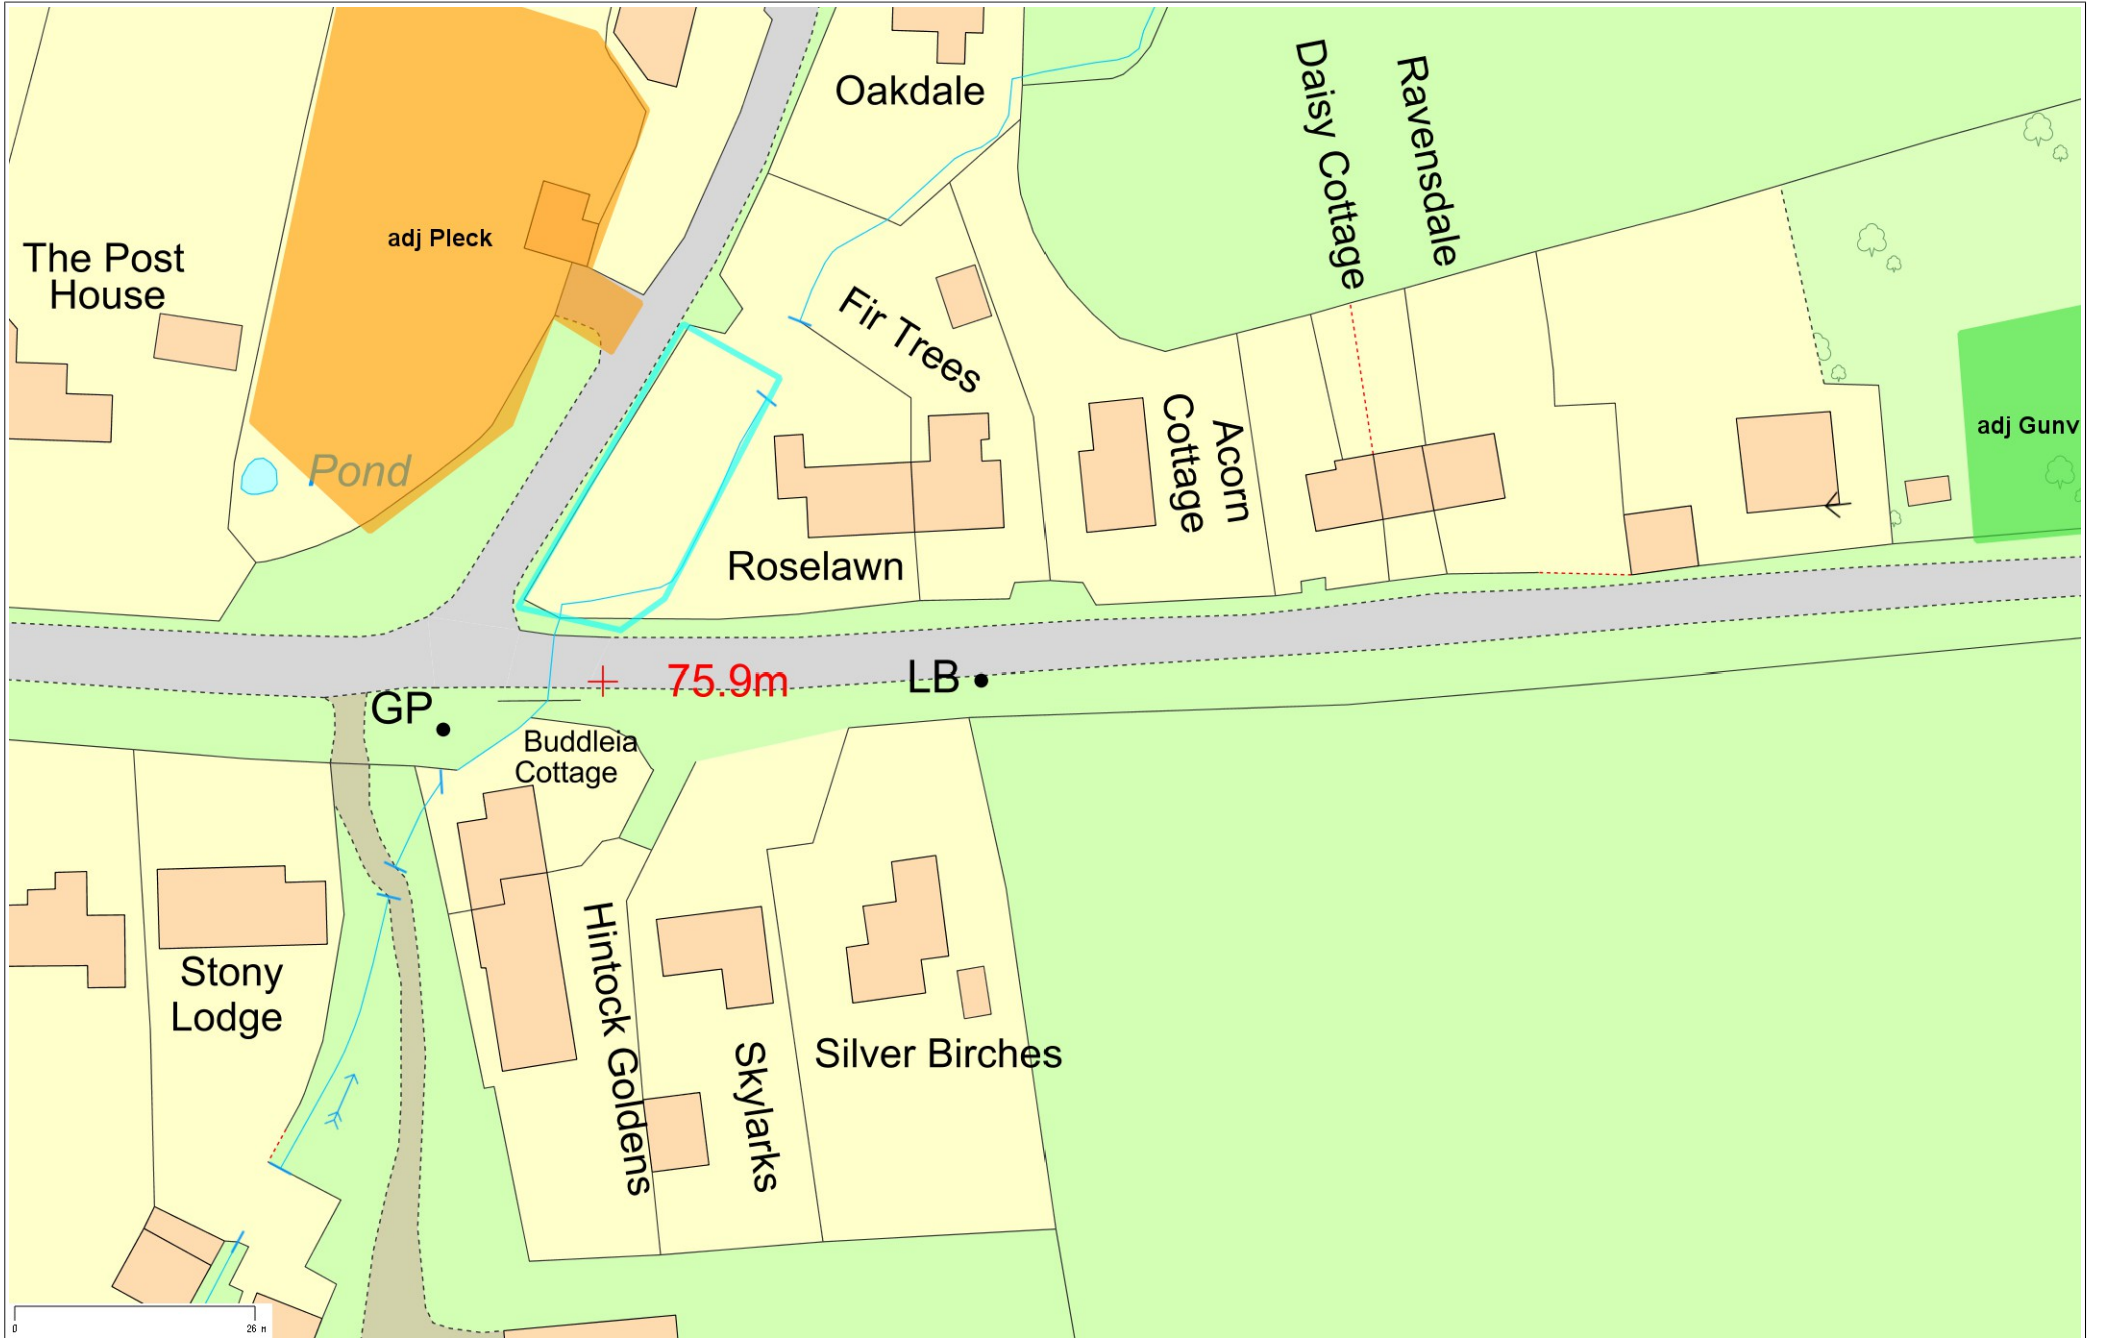 Oakdale
Daisy Cottage
Ravensdale
adj Pleck
The Post
House
Fir Trees
Acorn
Cottage
adj Gunv
Pond
Roselawn
75.9m
LB
GP
Buddleia
Cottage
Hintock Goldens
Stony
Lodge
Skylarks
Silver Birches
0
26 M